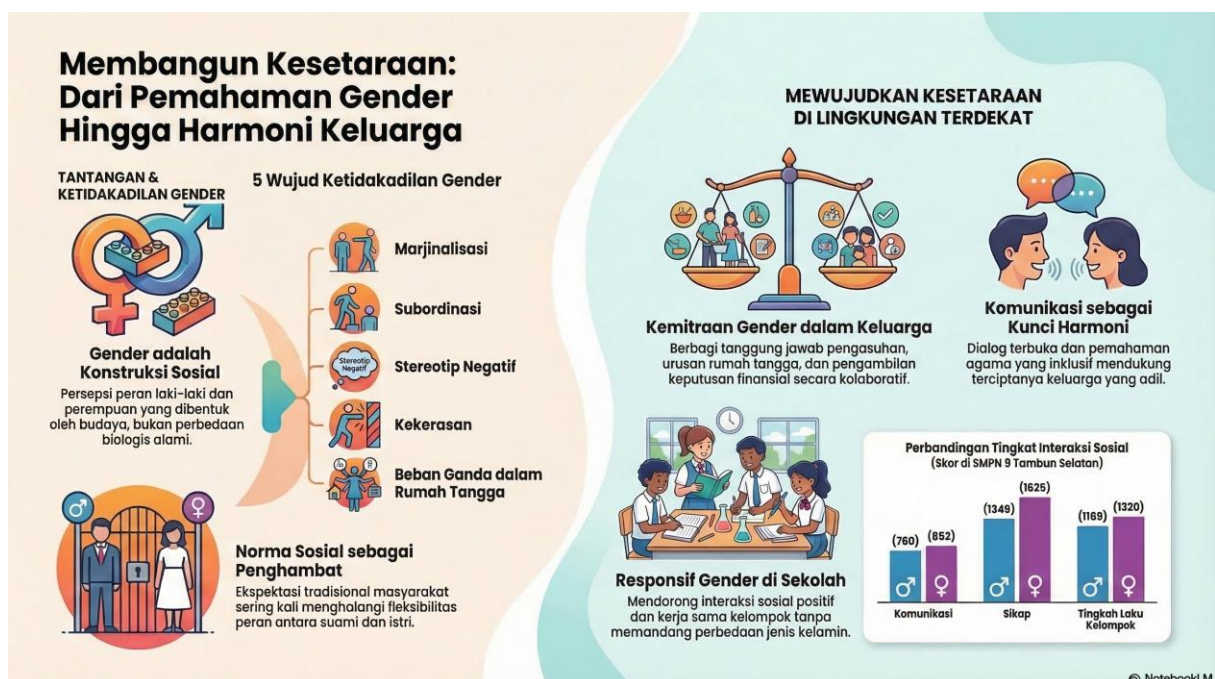 Membangun Kesetaraan:
Dari Pemahaman Gender
Hingga Harmoni Keluarga
TANTANGAN &
KETIDAKADILAN GENDER
Gender adalah
Konstruksi Sosial
Persepsi peran laki-laki dan
perempuan yang dibentuk
oleh budaya, bukan perbedaan
biologis alami.
5 Wujud Ketidakadilan Gender
Marjinalisasi
Subordinasi
Stereotip
Negatif
Stereotip Negatif
Kekerasan
Beban Ganda dalam
Rumah Tangga
Norma Sosial sebagai
Penghambat
Ekspektasi tradisional masyarakat
sering kali menghalangi fleksibilitas
peran antara suami dan istri.
MEWUJUDKAN KESETARAAN
DI LINGKUNGAN TERDEKAT
Kemitraan Gender dalam Keluarga
Berbagi tanggung jawab pengasuhan,
urusan rumah tangga, dan pengambilan
keputusan finansial secara kolaboratif.
Komunikasi sebagai
Kunci Harmoni
Dialog terbuka dan pemahaman
agama yang inklusif mendukung
terciptanya keluarga yang adil.
Responsif Gender di Sekolah
Mendorong interaksi sosial positif
dan kerja sama kelompok tanpa
memandang perbedaan jenis kelamin.
Perbandingan Tingkat Interaksi Sosial
(Skor di SMPN 9 Tambun Selatan)
(760) (852)
(1349) (1625)
(1169) (1320)
Komunikasi
Sikap
Tingkah Laku
Kelompok
NotebookLM